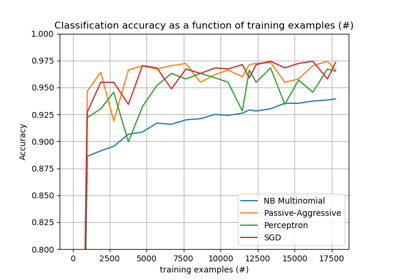 Classification accuracy as a function of training examples (#)
1.000
0.975
0.950
0.925
0.900
0.875
0.850
0.825
0.800
Accuracy
NB Multinomial
Passive-Aggressive
Perceptron
SGD
0 2500 5000 7500 10000 12500 15000 17500
training examples (#)